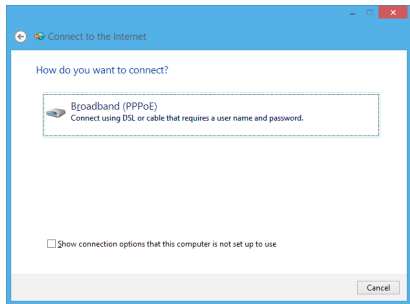 Connect to the Internet
How do you want to connect?
Broadband (PPPoE)
Connect using DSL or cable that requires a user name and password.
Show connection options that this computer is not set up to use
Cancel